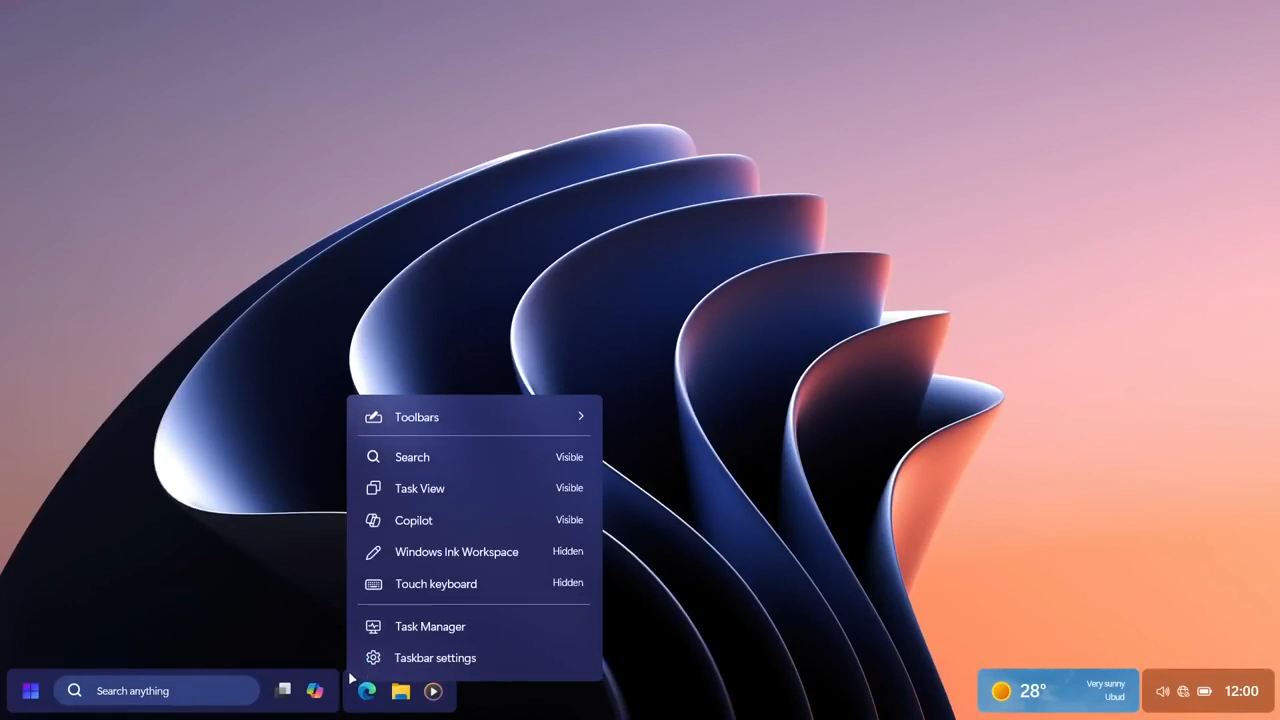 Toolbars
Search Visible
Task View Visible
Copilot Visible
Windows Ink Workspace Hidden
Touch keyboard Hidden
Task Manager
Taskbar settings
Search anything
28°
Very sunny
Ubud
12:00